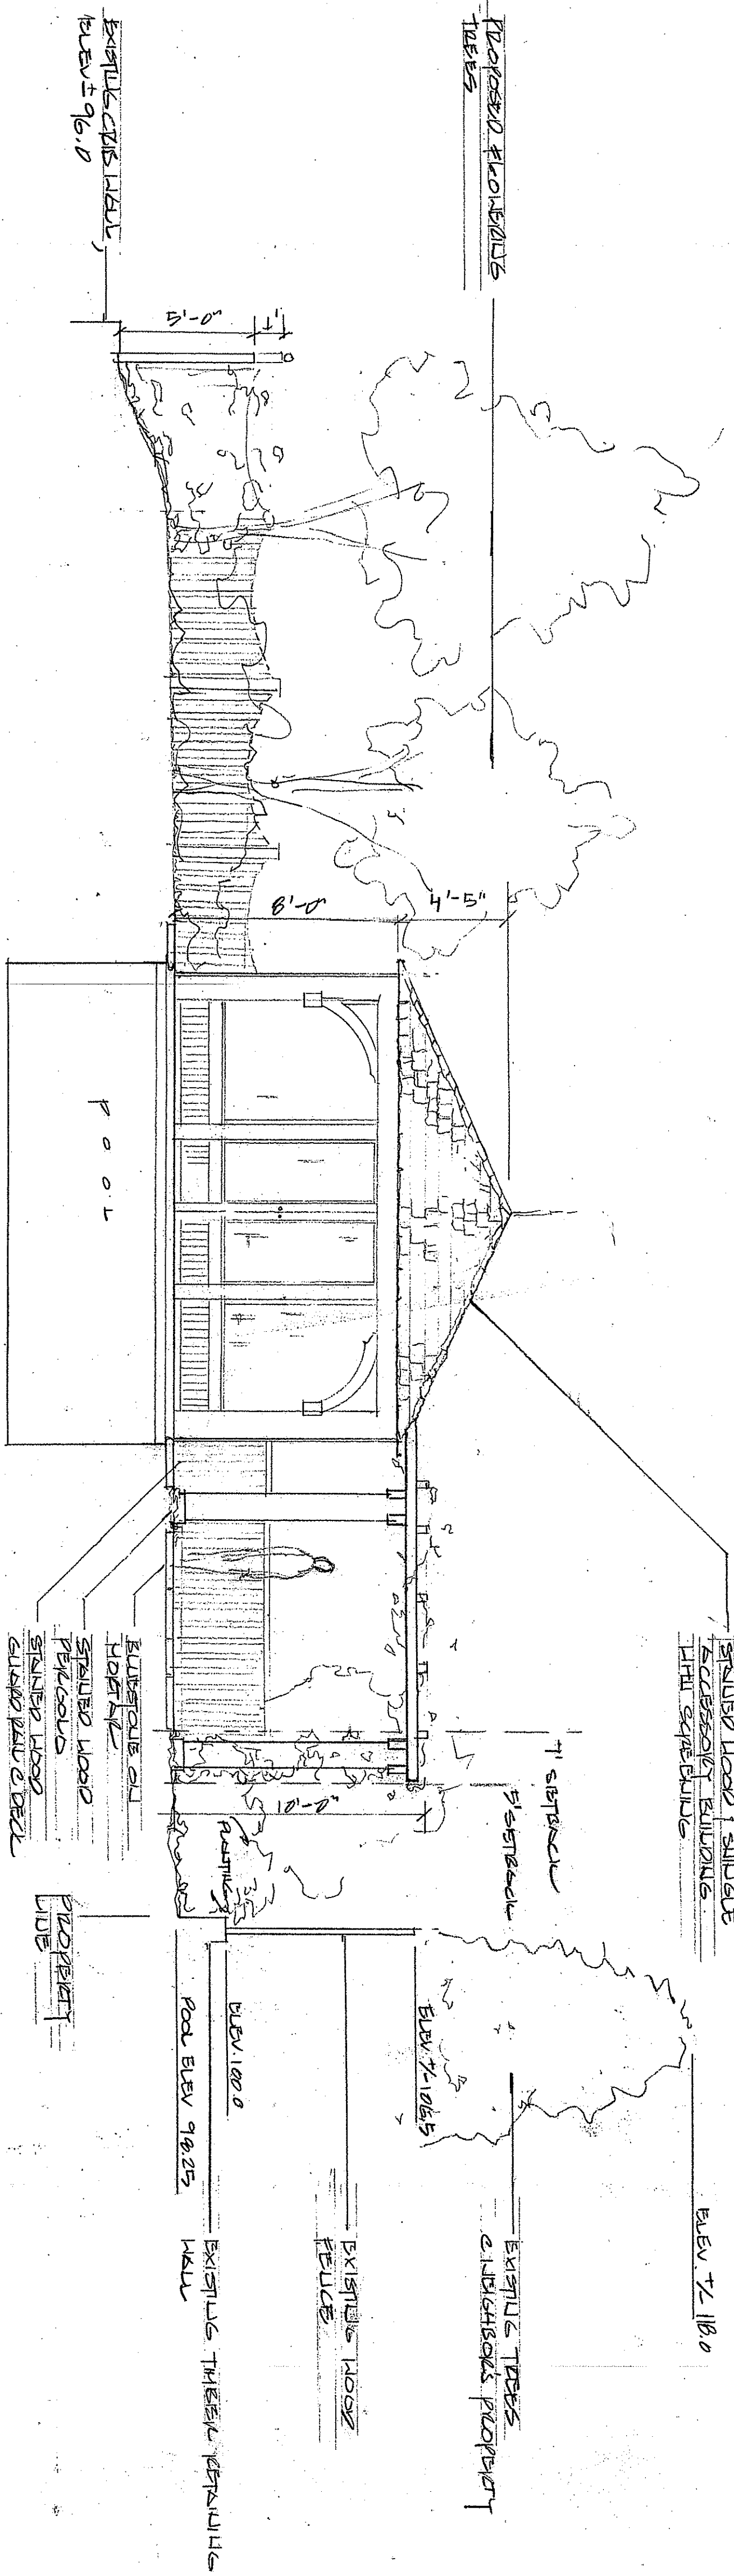 PROPOSED FLOWERING
TREES
EXISTING CRIB WALL
ELEV ± 96.0
5'-0"
1'
8'-0"
4'-5"
POOL
STAINED WOOD & SHINGLE
ACCESSORY BUILDING
WITH SCREENING
BLUESTONE ON
MORTAR
STAINED WOOD
PERGOLA
STAINED WOOD
GUARD RAIL @ DECK
7' SETBACK
5' SETBACK
10'-0"
PLANTING
PROPERTY
LINE
ELEV. +/- 118.0
EXISTING TREES
@ NEIGHBOR'S PROPERTY
ELEV. +/- 106.5
EXISTING WOOD
FENCE
ELEV. 100.0
EXISTING TIMBER RETAINING
WALL
POOL ELEV 98.25